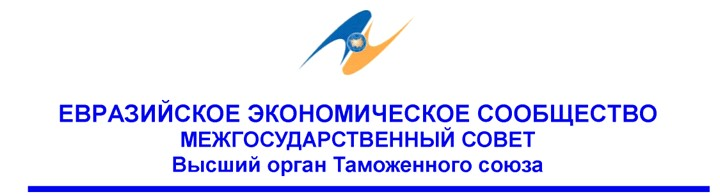 ЕВРАЗИЙСКОЕ ЭКОНОМИЧЕСКОЕ СООБЩЕСТВО
МЕЖГОСУДАРСТВЕННЫЙ СОВЕТ
Высший орган Таможенного союза